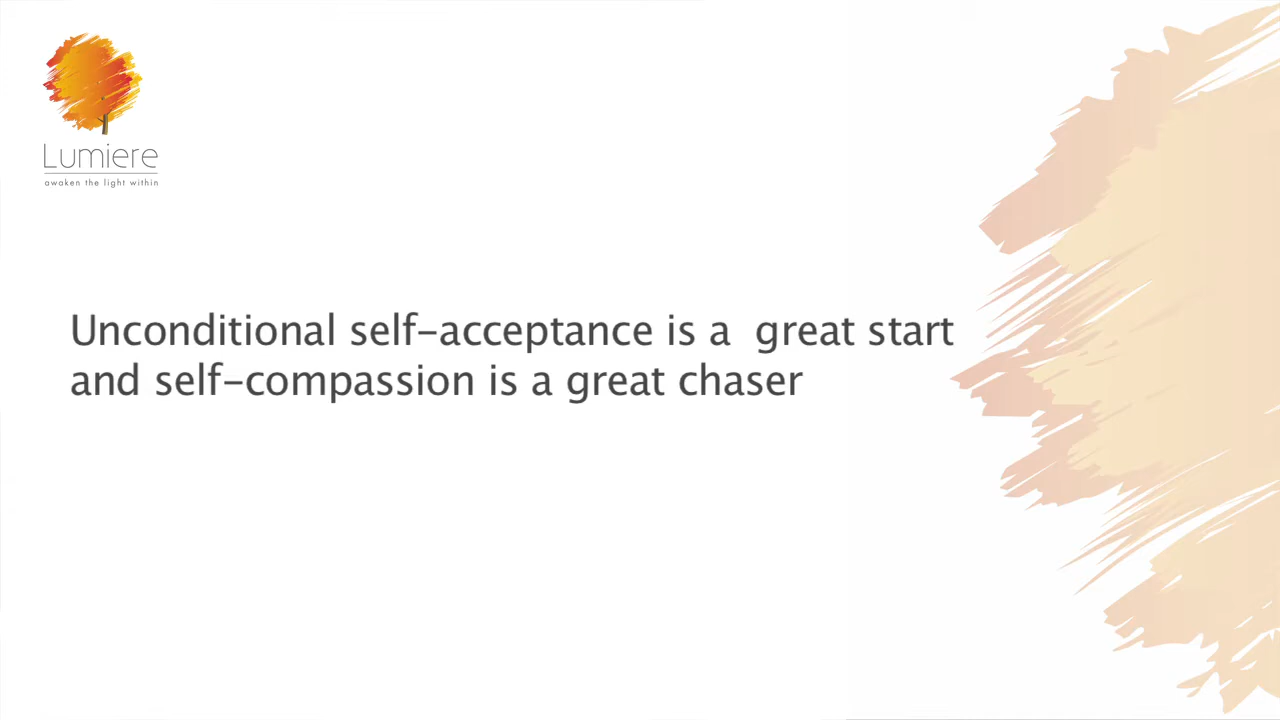 Lumiere
awaken the light within
Unconditional self-acceptance is a  great start
and self-compassion is a great chaser